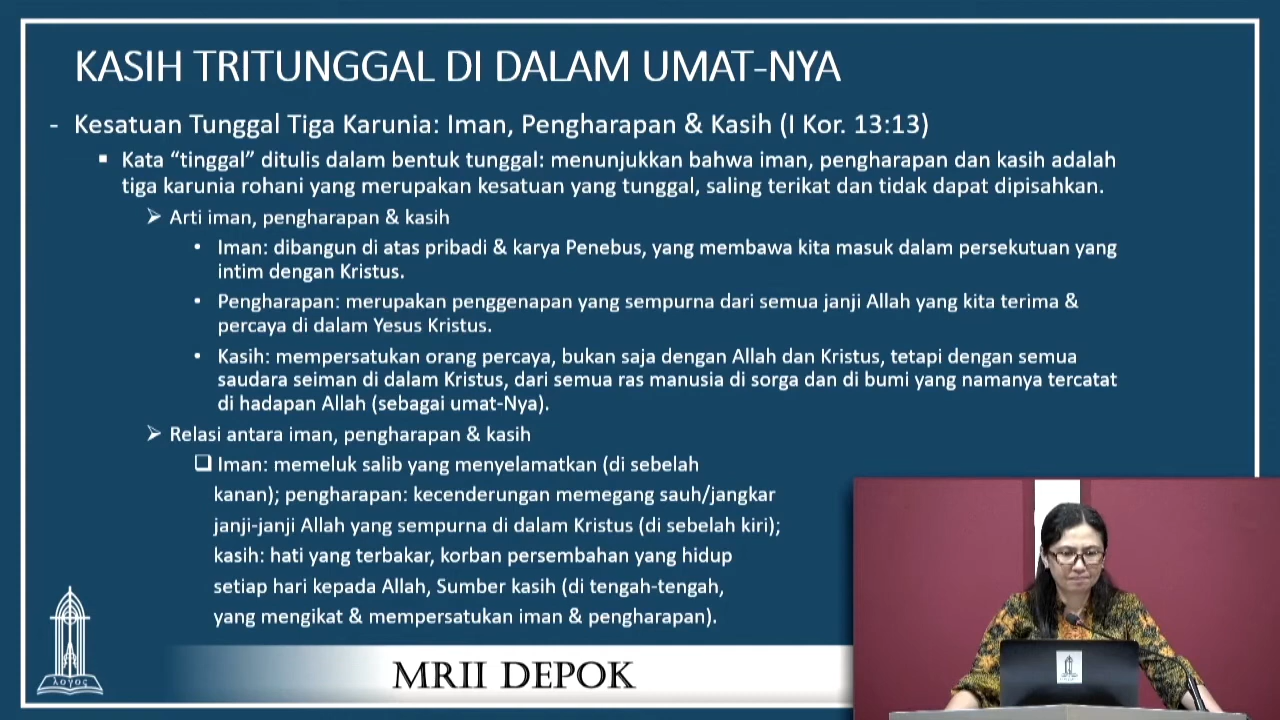 KASIH TRITUNGGAL DI DALAM UMAT-NYA
- Kesatuan Tunggal Tiga Karunia: Iman, Pengharapan & Kasih (I Kor. 13:13)
▪ Kata “tinggal” ditulis dalam bentuk tunggal: menunjukkan bahwa iman, pengharapan dan kasih adalah
tiga karunia rohani yang merupakan kesatuan yang tunggal, saling terikat dan tidak dapat dipisahkan.
➢ Arti iman, pengharapan & kasih
• Iman: dibangun di atas pribadi & karya Penebus, yang membawa kita masuk dalam persekutuan yang
intim dengan Kristus.
• Pengharapan: merupakan penggenapan yang sempurna dari semua janji Allah yang kita terima &
percaya di dalam Yesus Kristus.
• Kasih: mempersatukan orang percaya, bukan saja dengan Allah dan Kristus, tetapi dengan semua
saudara seiman di dalam Kristus, dari semua ras manusia di sorga dan di bumi yang namanya tercatat
di hadapan Allah (sebagai umat-Nya).
➢ Relasi antara iman, pengharapan & kasih
❑ Iman: memeluk salib yang menyelamatkan (di sebelah
kanan); pengharapan: kecenderungan memegang sauh/jangkar
janji-janji Allah yang sempurna di dalam Kristus (di sebelah kiri);
kasih: hati yang terbakar, korban persembahan yang hidup
setiap hari kepada Allah, Sumber kasih (di tengah-tengah,
yang mengikat & mempersatukan iman & pengharapan).
λογος
MRII DEPOK